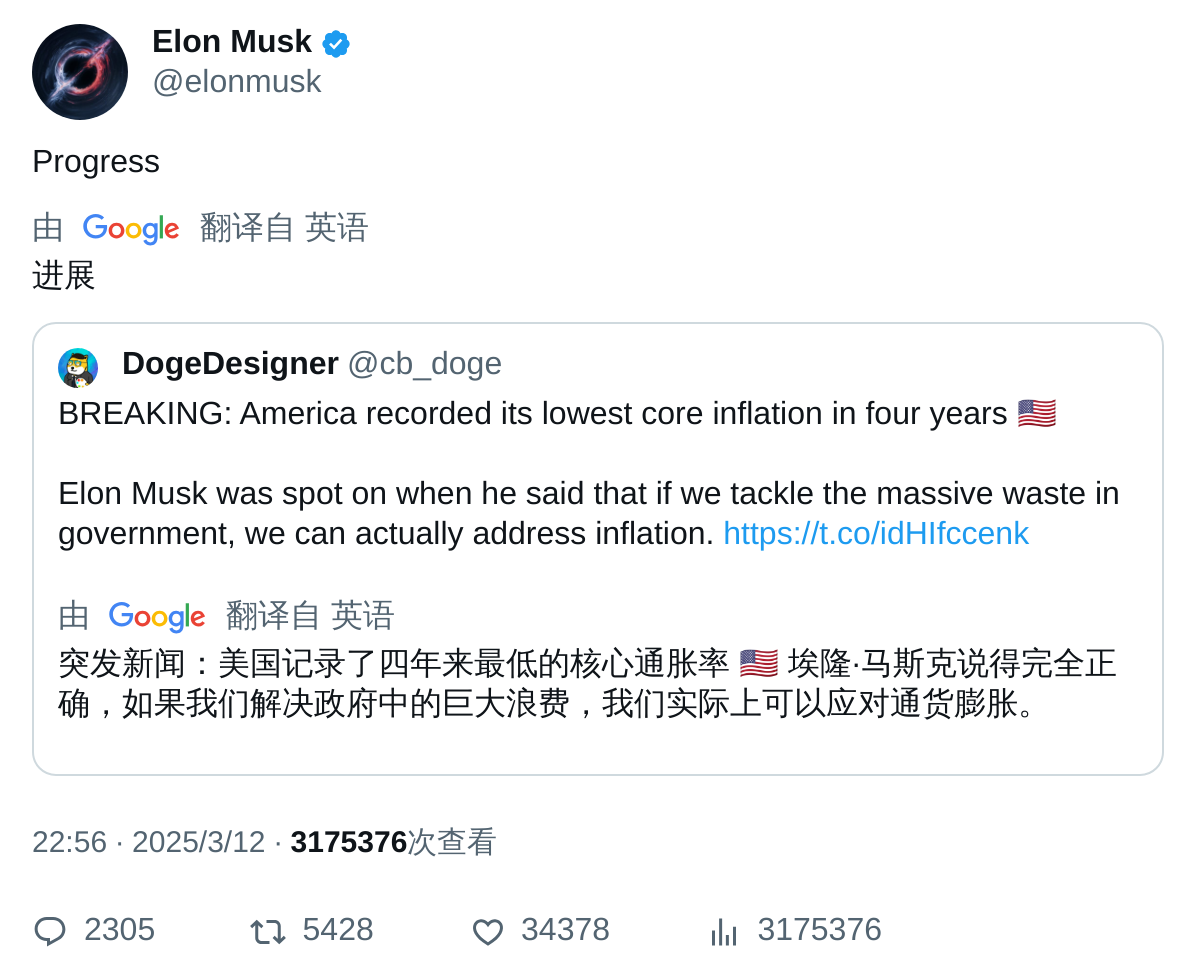 Elon Musk
@elonmusk
Progress
由 Google 翻译自 英语
进展
DogeDesigner @cb_doge
BREAKING: America recorded its lowest core inflation in four years 🇺🇸
Elon Musk was spot on when he said that if we tackle the massive waste in
government, we can actually address inflation. https://t.co/idHIfccenk
由 Google 翻译自 英语
突发新闻：美国记录了四年来最低的核心通胀率 🇺🇸 埃隆·马斯克说得完全正
确，如果我们解决政府中的巨大浪费，我们实际上可以应对通货膨胀。
22:56 · 2025/3/12 · 3175376次查看
2305 5428 34378 3175376